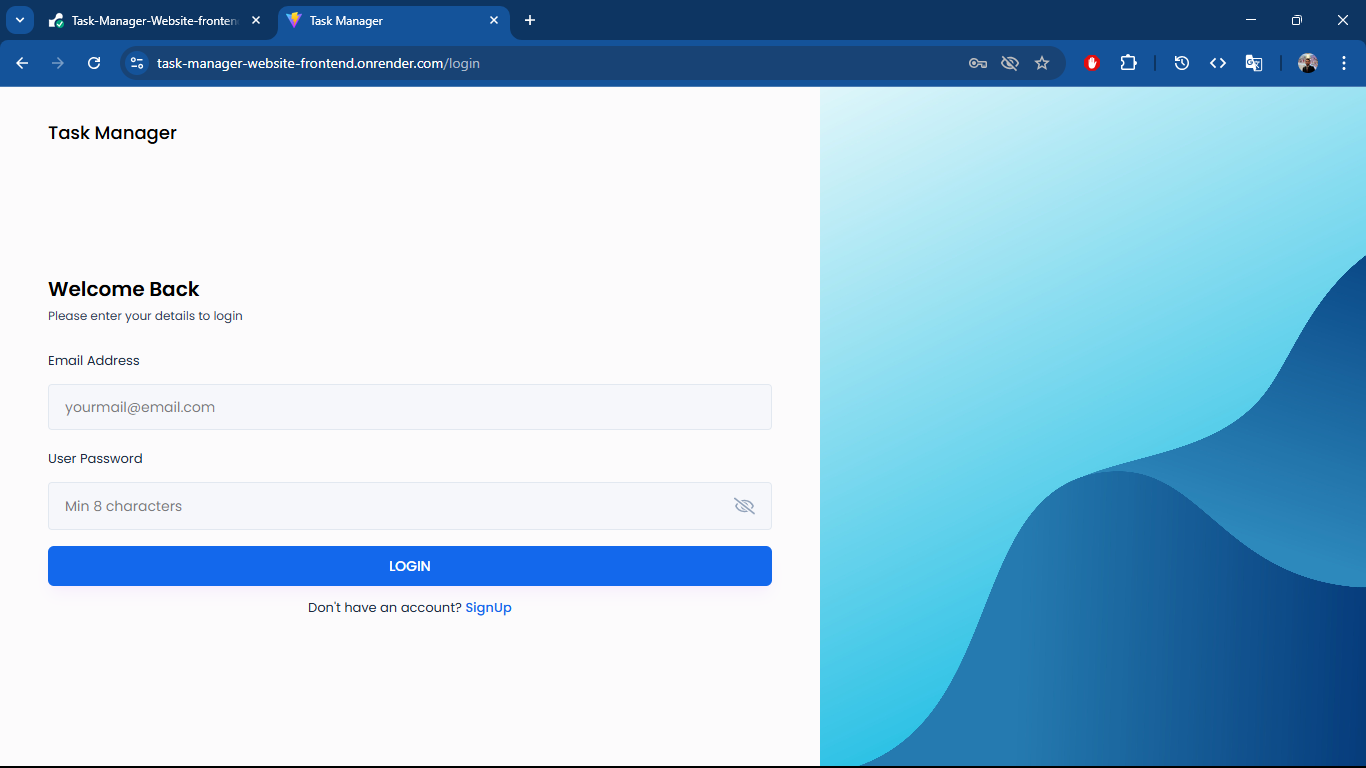 Task-Manager-Website-fronten
Task Manager
task-manager-website-frontend.onrender.com/login
Task Manager
Welcome Back
Please enter your details to login
Email Address
yourmail@email.com
User Password
Min 8 characters
LOGIN
Don't have an account? SignUp